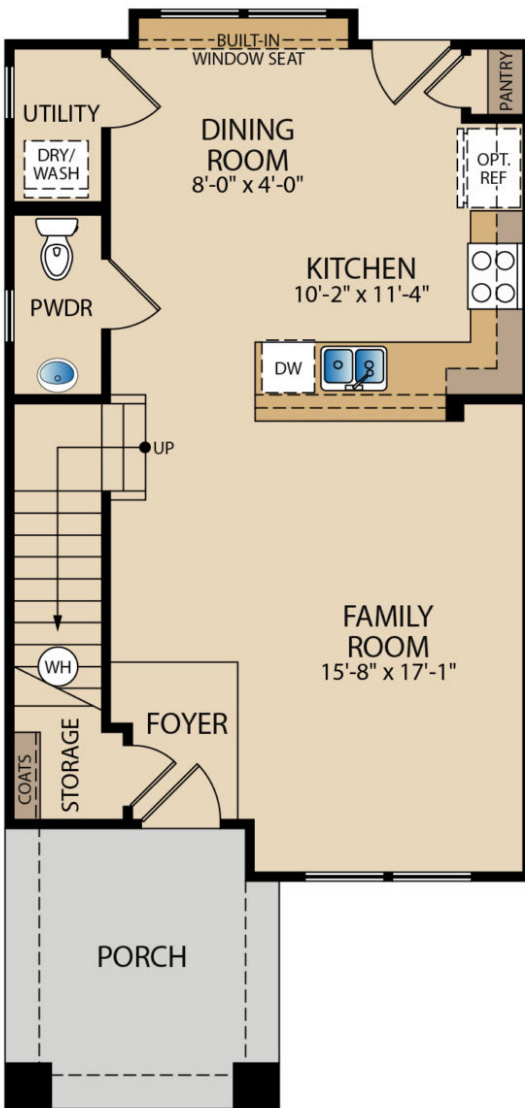 BUILT-IN
WINDOW SEAT
PANTRY
UTILITY
DRY/
WASH
DINING
ROOM
8'-0" x 4'-0"
OPT.
REF
PWDR
KITCHEN
10'-2" x 11'-4"
DW
UP
FAMILY
ROOM
15'-8" x 17'-1"
WH
FOYER
COATS
STORAGE
PORCH